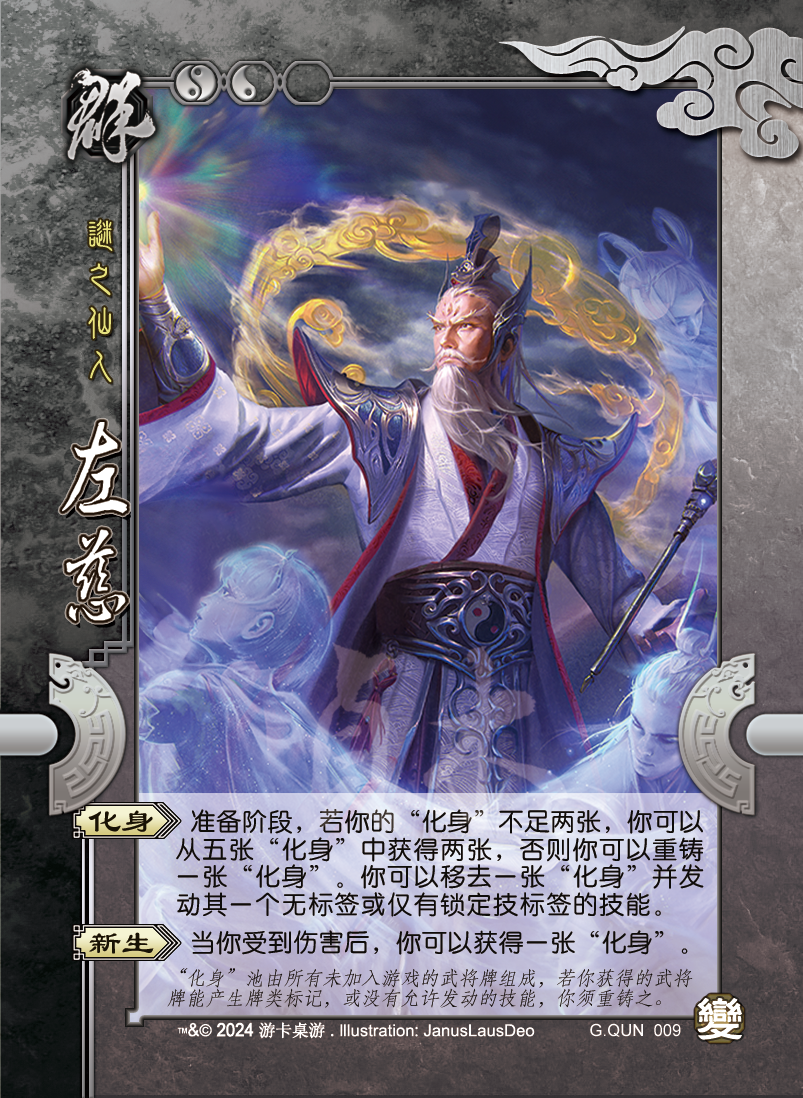 群
謎之仙人
左慈
化身
准备阶段，若你的“化身”不足两张，你可以
从五张“化身”中获得两张，否则你可以重铸
一张“化身”。你可以移去一张“化身”并发
动其一个无标签或仅有锁定技标签的技能。
新生
当你受到伤害后，你可以获得一张“化身”。
“化身”池由所有未加入游戏的武将牌组成，若你获得的武将
牌能产生牌类标记，或没有允许发动的技能，你须重铸之。
™&© 2024 游卡桌游 . Illustration: JanusLausDeo
G.QUN 009
變